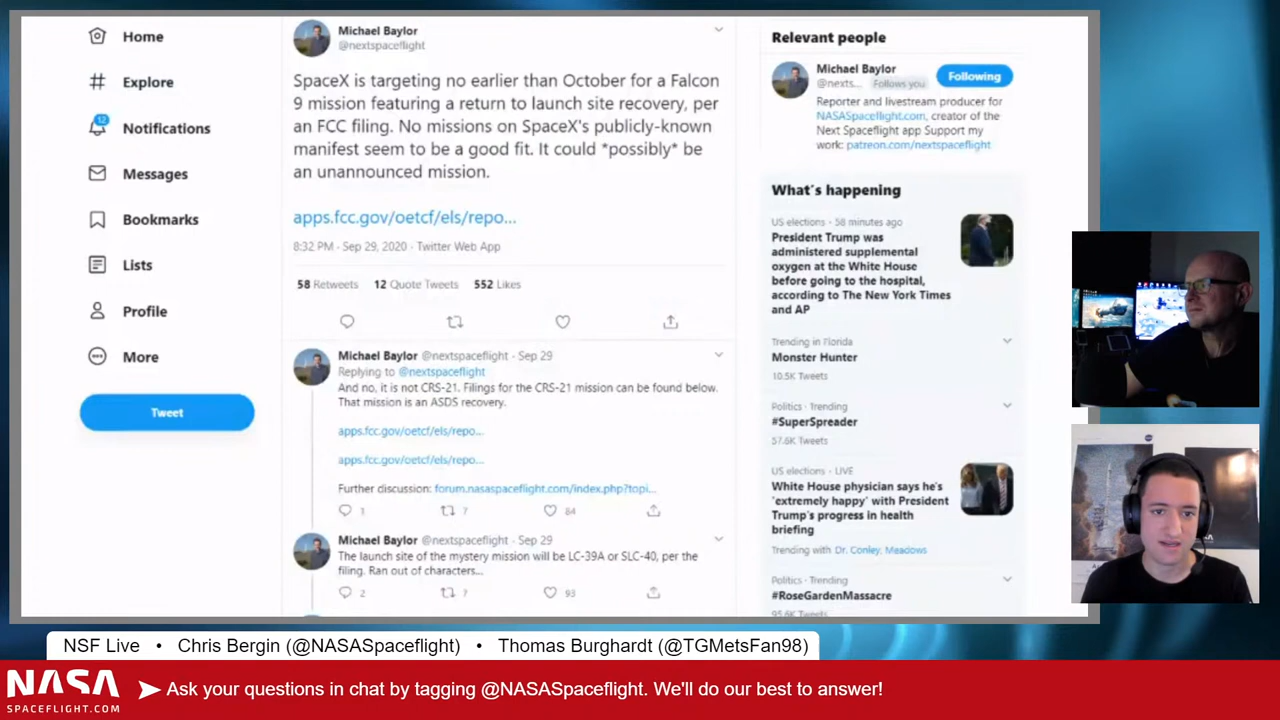 Home
Explore
12
Notifications
Messages
Bookmarks
Lists
Profile
More
Tweet
Michael Baylor
@nextspaceflight
SpaceX is targeting no earlier than October for a Falcon
9 mission featuring a return to launch site recovery, per
an FCC filing. No missions on SpaceX's publicly-known
manifest seem to be a good fit. It could *possibly* be
an unannounced mission.
apps.fcc.gov/oetcf/els/repo...
8:32 PM · Sep 29, 2020 · Twitter Web App
58 Retweets 12 Quote Tweets 552 Likes
Michael Baylor @nextspaceflight · Sep 29
Replying to @nextspaceflight
And no, it is not CRS-21. Filings for the CRS-21 mission can be found below.
That mission is an ASDS recovery.
apps.fcc.gov/oetcf/els/repo...
apps.fcc.gov/oetcf/els/repo...
Further discussion: forum.nasaspaceflight.com/index.php?topi...
1 7 84
Michael Baylor @nextspaceflight · Sep 29
The launch site of the mystery mission will be LC-39A or SLC-40, per the
filing. Ran out of characters...
2 7 93
Relevant people
Michael Baylor
@nexts... Follows you
Following
Reporter and livestream producer for
NASASpaceflight.com, creator of the
Next Spaceflight app Support my
work: patreon.com/nextspaceflight
What's happening
US elections · 58 minutes ago
President Trump was
administered supplemental
oxygen at the White House
before going to the hospital,
according to The New York Times
and AP
Trending in Florida
Monster Hunter
10.5K Tweets
Politics · Trending
#SuperSpreader
57.6K Tweets
US elections · LIVE
White House physician says he's
'extremely happy' with President
Trump's progress in health
briefing
Trending with Dr. Conley, Meadows
Politics · Trending
#RoseGardenMassacre
95.6K Tweets
NSF Live • Chris Bergin (@NASASpaceflight) • Thomas Burghardt (@TGMetsFan98)
NASA
SPACEFLIGHT.COM
Ask your questions in chat by tagging @NASASpaceflight. We'll do our best to answer!